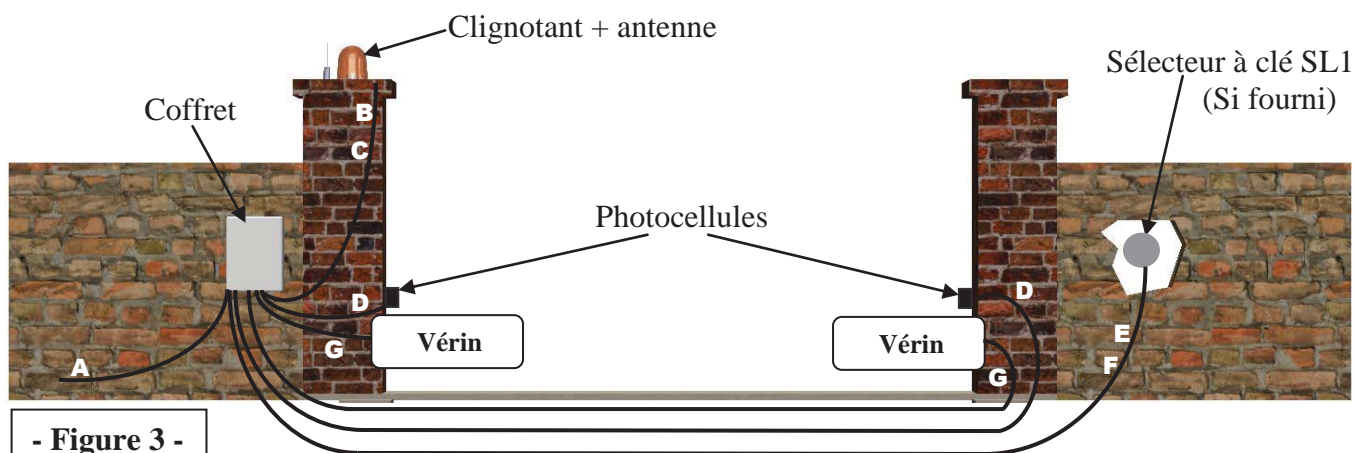 Clignotant + antenne
Sélecteur à clé SL1
(Si fourni)
Coffret
B
C
Photocellules
D
D
E
Vérin
Vérin
G
F
A
G
- Figure 3 -